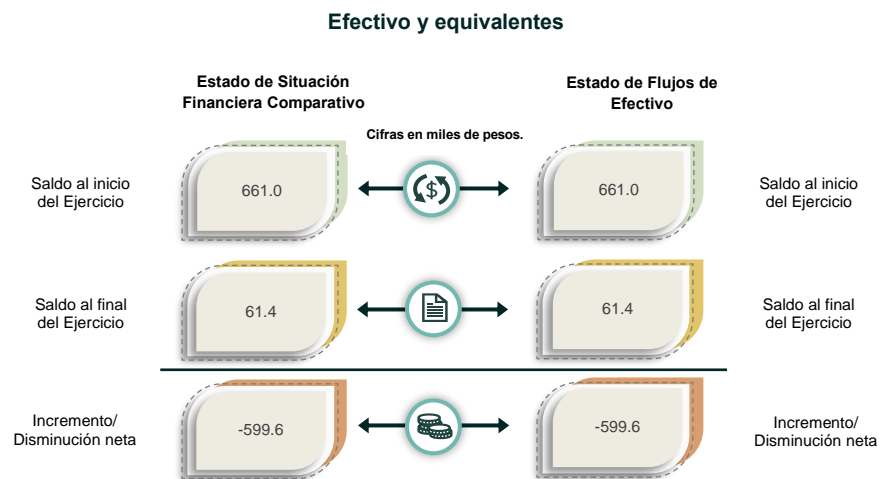 Efectivo y equivalentes
Estado de Situación
Financiera Comparativo
Estado de Flujos de
Efectivo
Cifras en miles de pesos.
Saldo al inicio
del Ejercicio
661.0
$
661.0
Saldo al inicio
del Ejercicio
Saldo al final
del Ejercicio
61.4
61.4
Saldo al final
del Ejercicio
Incremento/
Disminución neta
-599.6
-599.6
Incremento/
Disminución neta